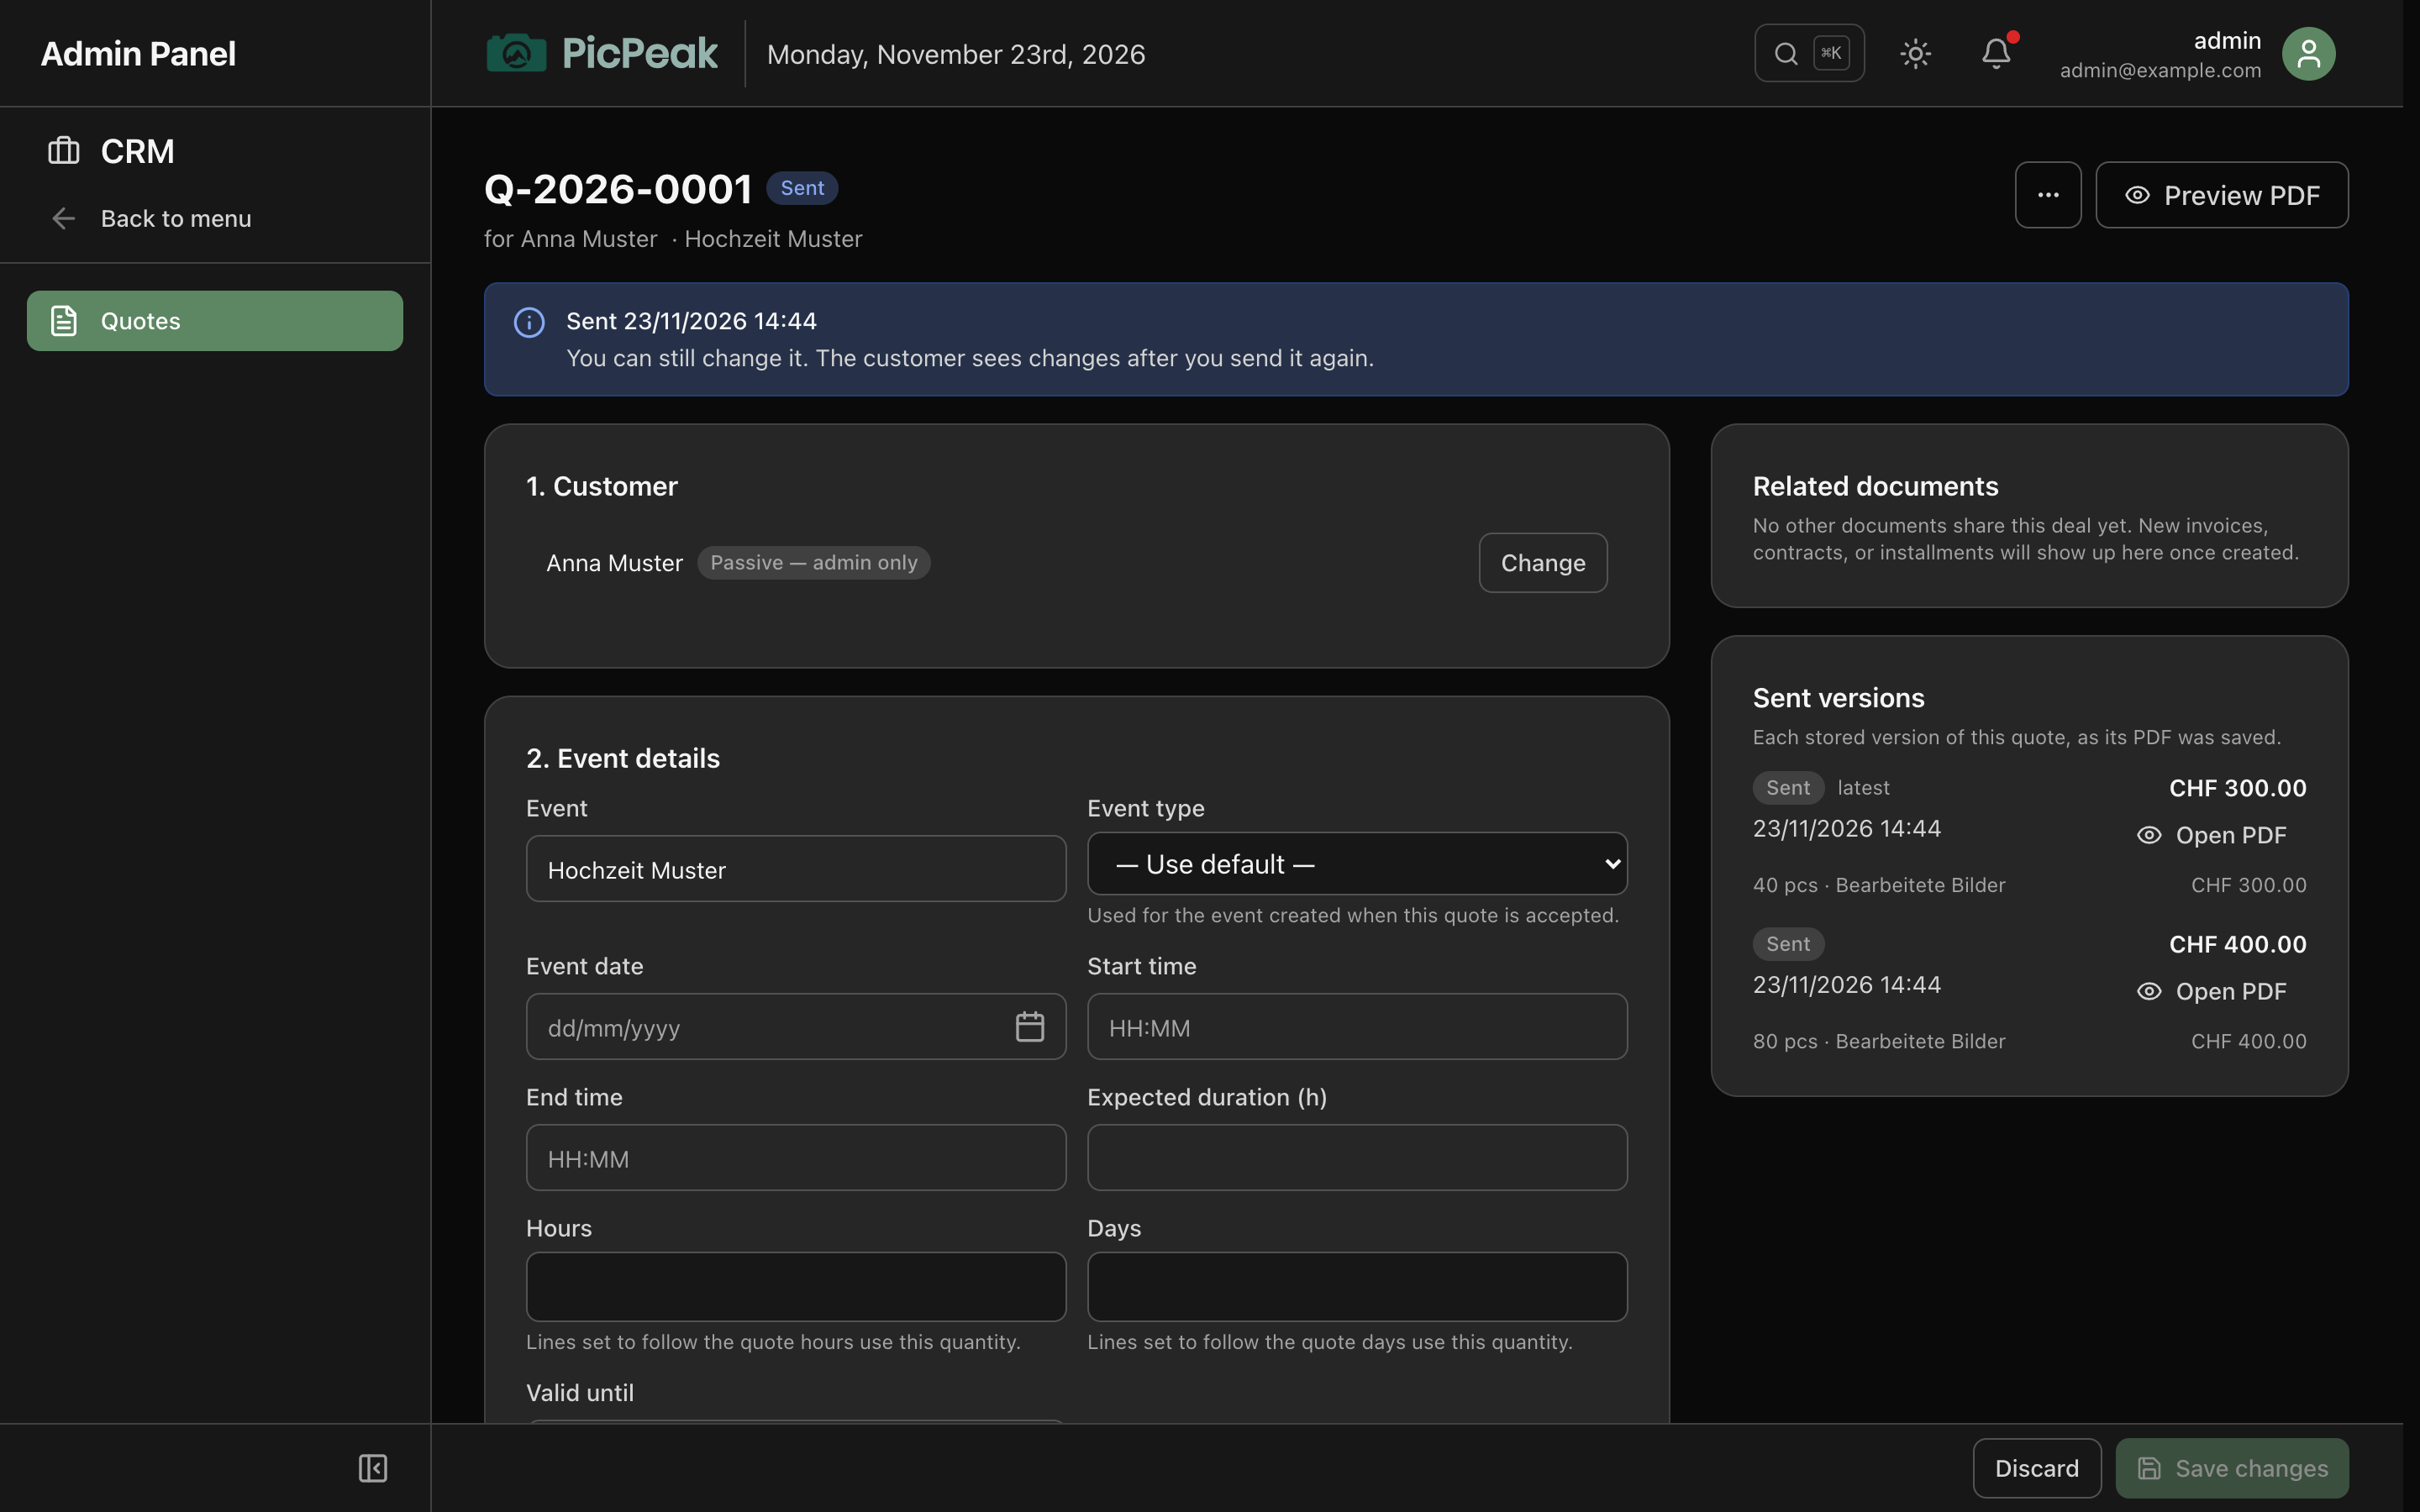 Admin Panel
PicPeak
Monday, November 23rd, 2026
⌘K
admin
admin@example.com
CRM
Back to menu
Quotes
Q-2026-0001 Sent
for Anna Muster · Hochzeit Muster
Preview PDF
Sent 23/11/2026 14:44
You can still change it. The customer sees changes after you send it again.
1. Customer
Anna Muster Passive — admin only
Change
2. Event details
Event
Hochzeit Muster
Event type
— Use default —
Used for the event created when this quote is accepted.
Event date
dd/mm/yyyy
Start time
HH:MM
End time
HH:MM
Expected duration (h)
Hours
Lines set to follow the quote hours use this quantity.
Days
Lines set to follow the quote days use this quantity.
Valid until
Related documents
No other documents share this deal yet. New invoices,
contracts, or installments will show up here once created.
Sent versions
Each stored version of this quote, as its PDF was saved.
Sent latest CHF 300.00
23/11/2026 14:44 Open PDF
40 pcs · Bearbeitete Bilder CHF 300.00
Sent CHF 400.00
23/11/2026 14:44 Open PDF
80 pcs · Bearbeitete Bilder CHF 400.00
Discard
Save changes